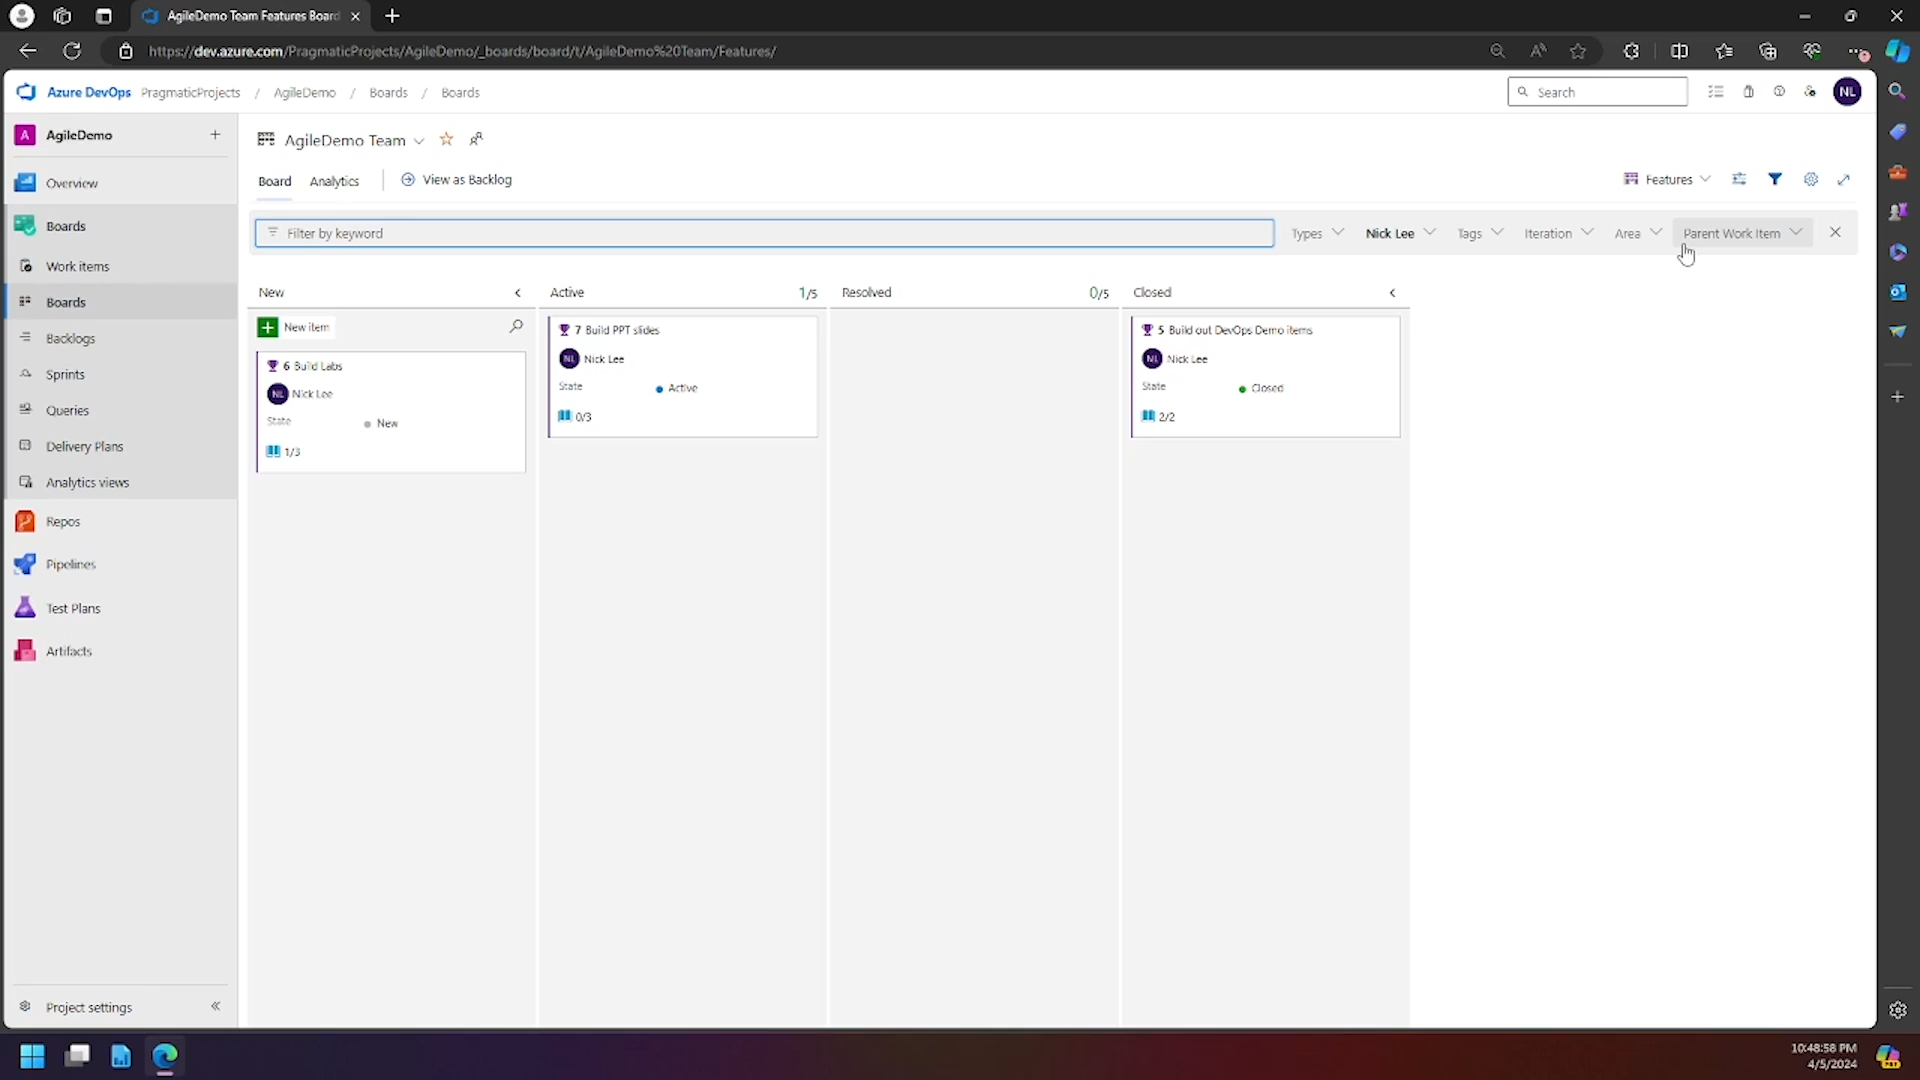 AgileDemo Team Features Board
https://dev.azure.com/PragmaticProjects/AgileDemo/_boards/board/t/AgileDemo%20Team/Features/
Azure DevOps PragmaticProjects / AgileDemo / Boards / Boards
Search
NL
A AgileDemo
AgileDemo Team
Overview
Board Analytics View as Backlog
Features
Boards
Filter by keyword
Types Nick Lee Tags Iteration Area Parent Work Item
Work items
Boards
Backlogs
Sprints
Queries
Delivery Plans
Analytics views
Repos
Pipelines
Test Plans
Artifacts
Project settings
New
New item
6 Build Labs
NL Nick Lee
State New
1/3
Active 1/5
7 Build PPT slides
NL Nick Lee
State Active
0/3
Resolved 0/5
Closed
5 Build out DevOps Demo items
NL Nick Lee
State Closed
2/2
10:48:58 PM
4/5/2024